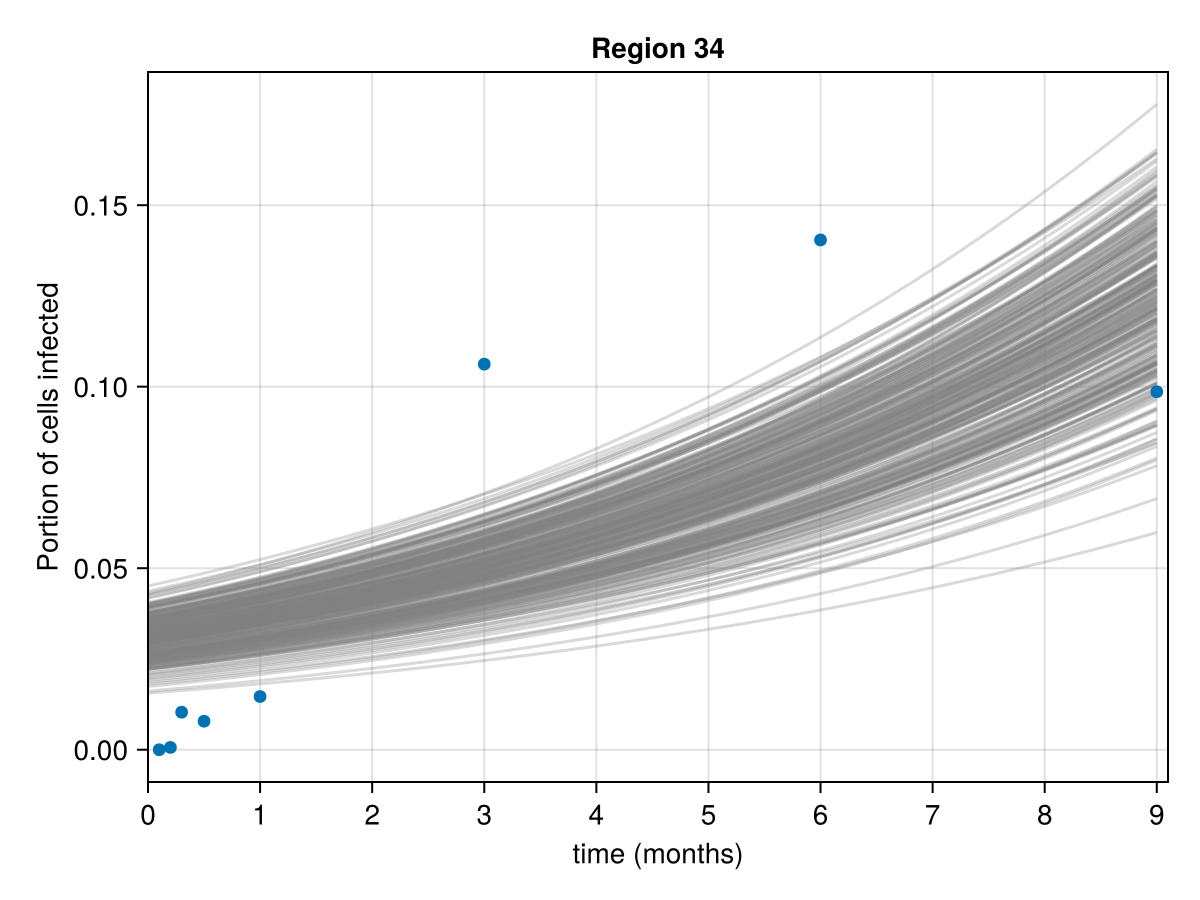 Region 34
Portion of cells infected
0.15
0.10
0.05
0.00
0 1 2 3 4 5 6 7 8 9
time (months)